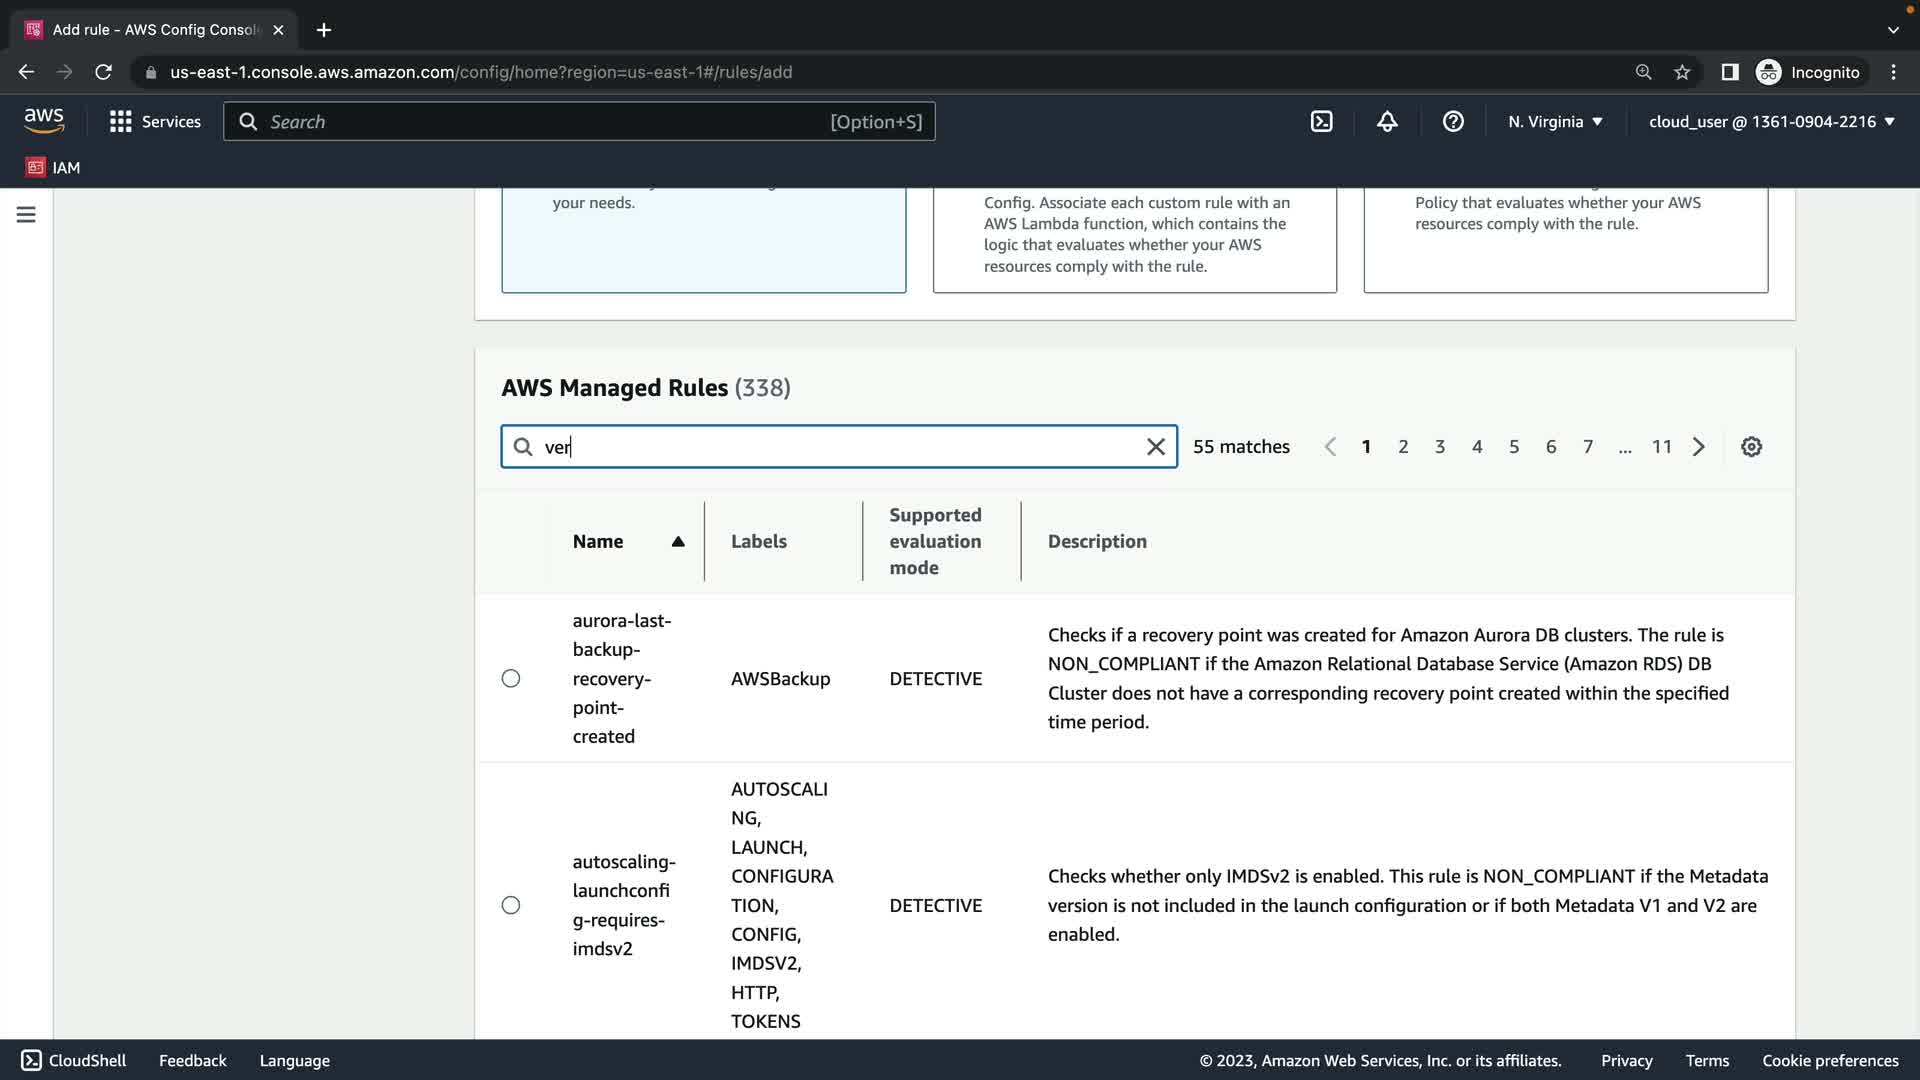 Add rule - AWS Config Consol
us-east-1.console.aws.amazon.com/config/home?region=us-east-1#/rules/add
Incognito
aws
Services
Search
[Option+S]
N. Virginia
cloud_user @ 1361-0904-2216
IAM
your needs.
Config. Associate each custom rule with an
AWS Lambda function, which contains the
logic that evaluates whether your AWS
resources comply with the rule.
Policy that evaluates whether your AWS
resources comply with the rule.
AWS Managed Rules (338)
ver
55 matches
1 2 3 4 5 6 7 ... 11
Name
Labels
Supported
evaluation
mode
Description
aurora-last-
backup-
recovery-
point-
created
AWSBackup
DETECTIVE
Checks if a recovery point was created for Amazon Aurora DB clusters. The rule is
NON_COMPLIANT if the Amazon Relational Database Service (Amazon RDS) DB
Cluster does not have a corresponding recovery point created within the specified
time period.
autoscaling-
launchconfi
g-requires-
imdsv2
AUTOSCALI
NG,
LAUNCH,
CONFIGURA
TION,
CONFIG,
IMDSV2,
HTTP,
TOKENS
DETECTIVE
Checks whether only IMDSv2 is enabled. This rule is NON_COMPLIANT if the Metadata
version is not included in the launch configuration or if both Metadata V1 and V2 are
enabled.
CloudShell
Feedback
Language
© 2023, Amazon Web Services, Inc. or its affiliates.
Privacy
Terms
Cookie preferences